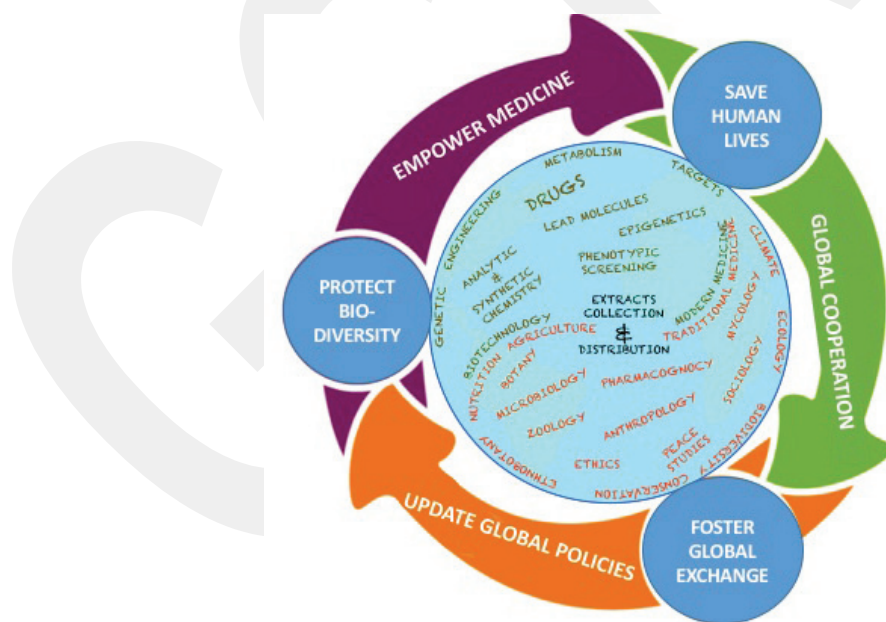 EMPOWER MEDICINE
SAVE
HUMAN
LIVES
GLOBAL COOPERATION
FOSTER
GLOBAL
EXCHANGE
UPDATE GLOBAL POLICIES
PROTECT
BIO-
DIVERSITY
METABOLISM
TARGETS
GENETIC ENGINEERING
DRUGS
LEAD MOLECULES
EPIGENETICS
ANALYTIC
&
SYNTHETIC
CHEMISTRY
PHENOTYPIC
SCREENING
MODERN MEDICINE
BIOTECHNOLOGY
EXTRACTS
COLLECTION
&
DISTRIBUTION
TRADITIONAL MEDICINE
CLIMATE
MYCOLOGY
ECOLOGY
NUTRITION
AGRICULTURE
BOTANY
MICROBIOLOGY
PHARMACOGNOCY
SOCIOLOGY
ZOOLOGY
ANTHROPOLOGY
ETHNOBOTANY
ETHICS
PEACE
STUDIES
BIODIVERSITY CONSERVATION